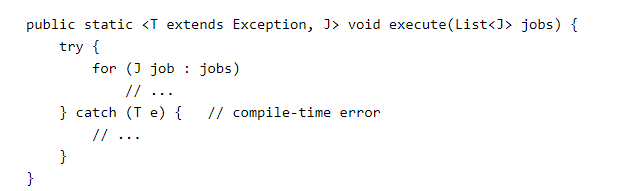 public static <T extends Exception, J> void execute(List<J> jobs) {
    try {
        for (J job : jobs)
            // ...
    } catch (T e) {   // compile-time error
        // ...
    }
}